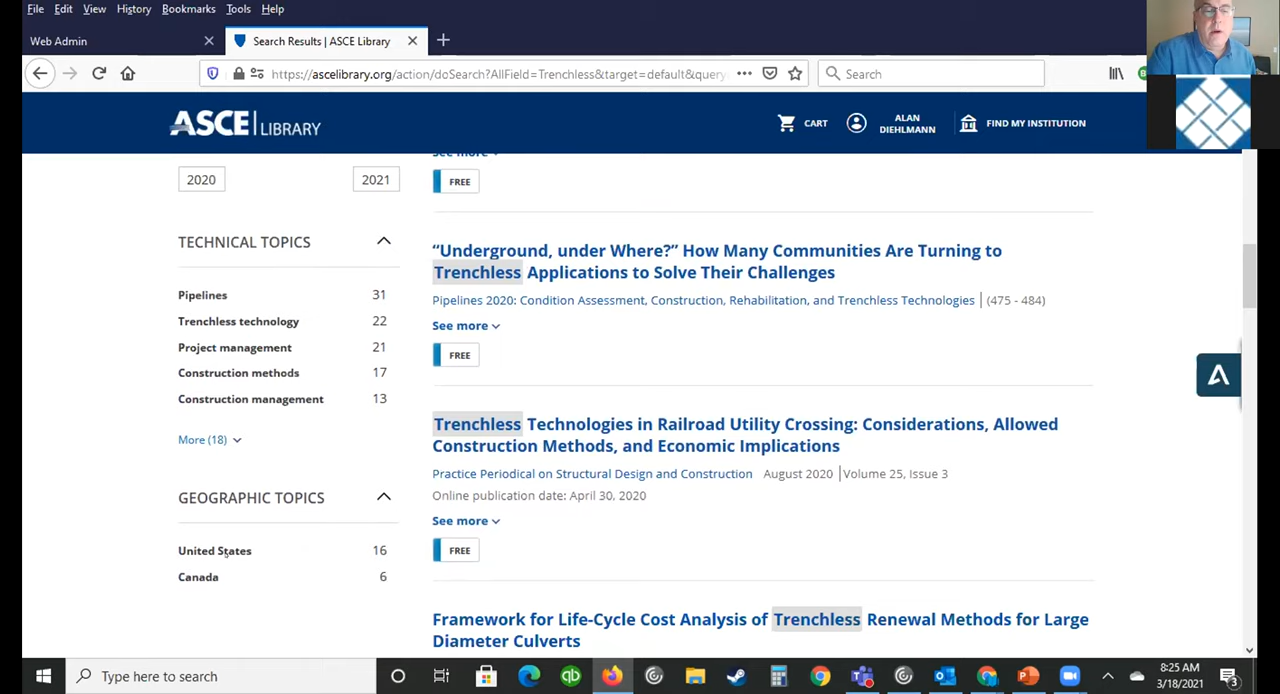 File Edit View History Bookmarks Tools Help
Web Admin
Search Results | ASCE Library
https://ascelibrary.org/action/doSearch?AllField=Trenchless&target=default&query
Search
ASCE | LIBRARY
CART
ALAN
DIEHLMANN
FIND MY INSTITUTION
See more
FREE
2020
2021
TECHNICAL TOPICS
Pipelines 31
Trenchless technology 22
Project management 21
Construction methods 17
Construction management 13
More (18)
GEOGRAPHIC TOPICS
United States 16
Canada 6
“Underground, under Where?” How Many Communities Are Turning to
Trenchless Applications to Solve Their Challenges
Pipelines 2020: Condition Assessment, Construction, Rehabilitation, and Trenchless Technologies | (475 - 484)
See more
FREE
Trenchless Technologies in Railroad Utility Crossing: Considerations, Allowed
Construction Methods, and Economic Implications
Practice Periodical on Structural Design and Construction August 2020 | Volume 25, Issue 3
Online publication date: April 30, 2020
See more
FREE
Framework for Life-Cycle Cost Analysis of Trenchless Renewal Methods for Large
Diameter Culverts
Type here to search
8:25 AM
3/18/2021
3